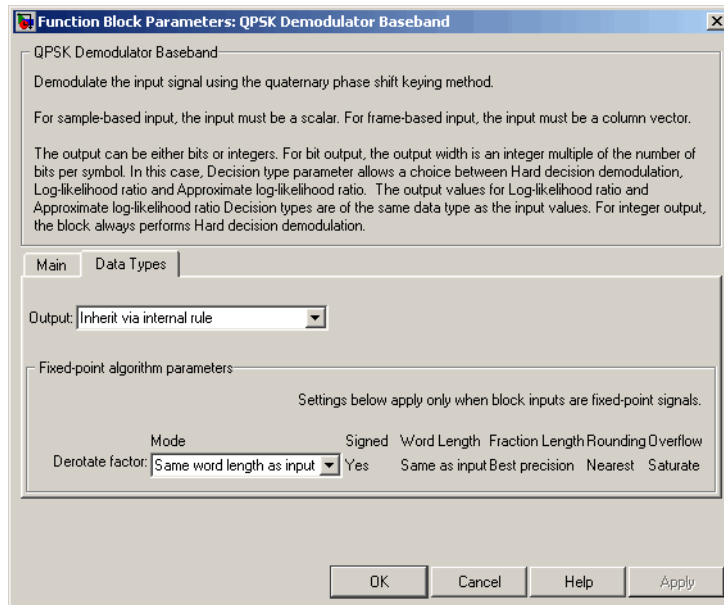 Function Block Parameters: QPSK Demodulator Baseband
QPSK Demodulator Baseband
Demodulate the input signal using the quaternary phase shift keying method.
For sample-based input, the input must be a scalar. For frame-based input, the input must be a column vector.
The output can be either bits or integers. For bit output, the output width is an integer multiple of the number of
bits per symbol. In this case, Decision type parameter allows a choice between Hard decision demodulation,
Log-likelihood ratio and Approximate log-likelihood ratio. The output values for Log-likelihood ratio and
Approximate log-likelihood ratio Decision types are of the same data type as the input values. For integer output,
the block always performs Hard decision demodulation.
Main Data Types
Output: Inherit via internal rule
Fixed-point algorithm parameters
Settings below apply only when block inputs are fixed-point signals.
Mode Signed Word Length Fraction Length Rounding Overflow
Derotate factor: Same word length as input Yes Same as input Best precision Nearest Saturate
OK Cancel Help Apply